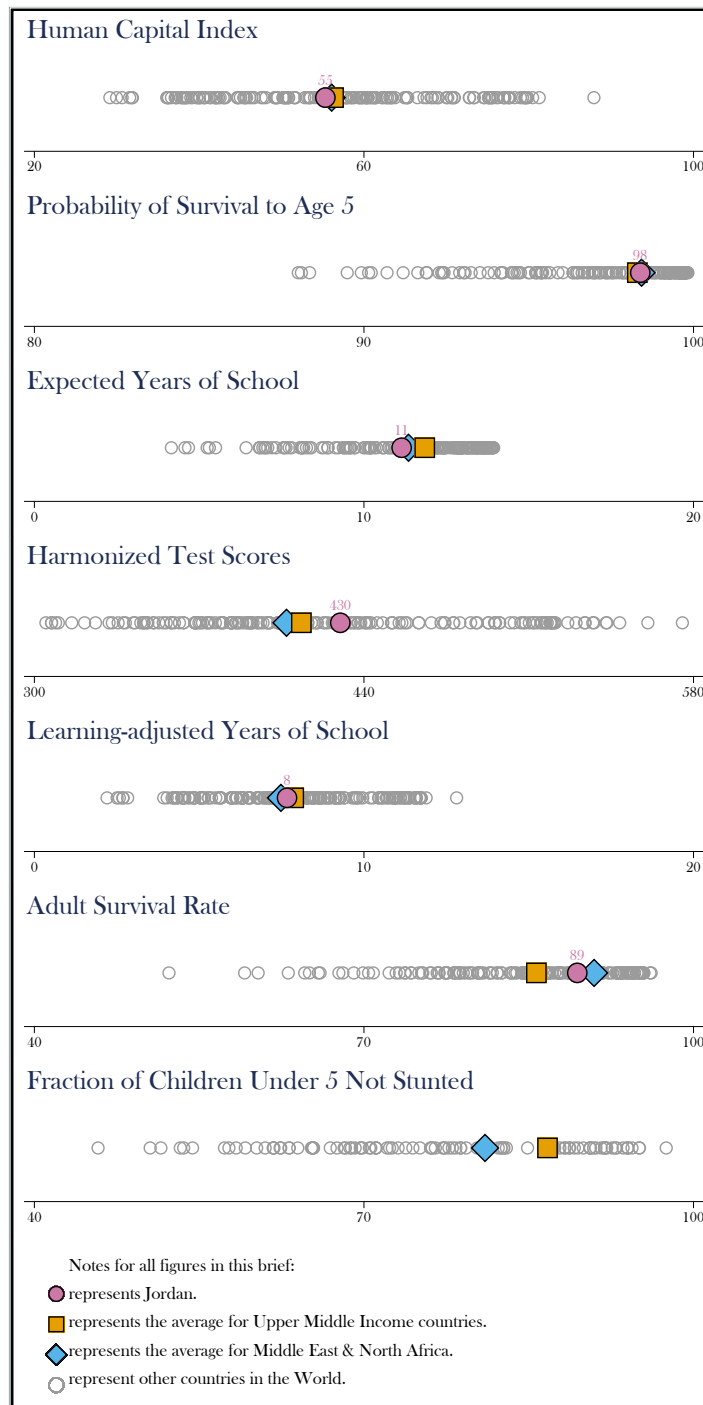 Human Capital Index
55
20 60 100
Probability of Survival to Age 5
98
80 90 100
Expected Years of School
11
0 10 20
Harmonized Test Scores
430
300 440 580
Learning-adjusted Years of School
8
0 10 20
Adult Survival Rate
89
40 70 100
Fraction of Children Under 5 Not Stunted
40 70 100
Notes for all figures in this brief:
represents Jordan.
represents the average for Upper Middle Income countries.
represents the average for Middle East & North Africa.
represent other countries in the World.